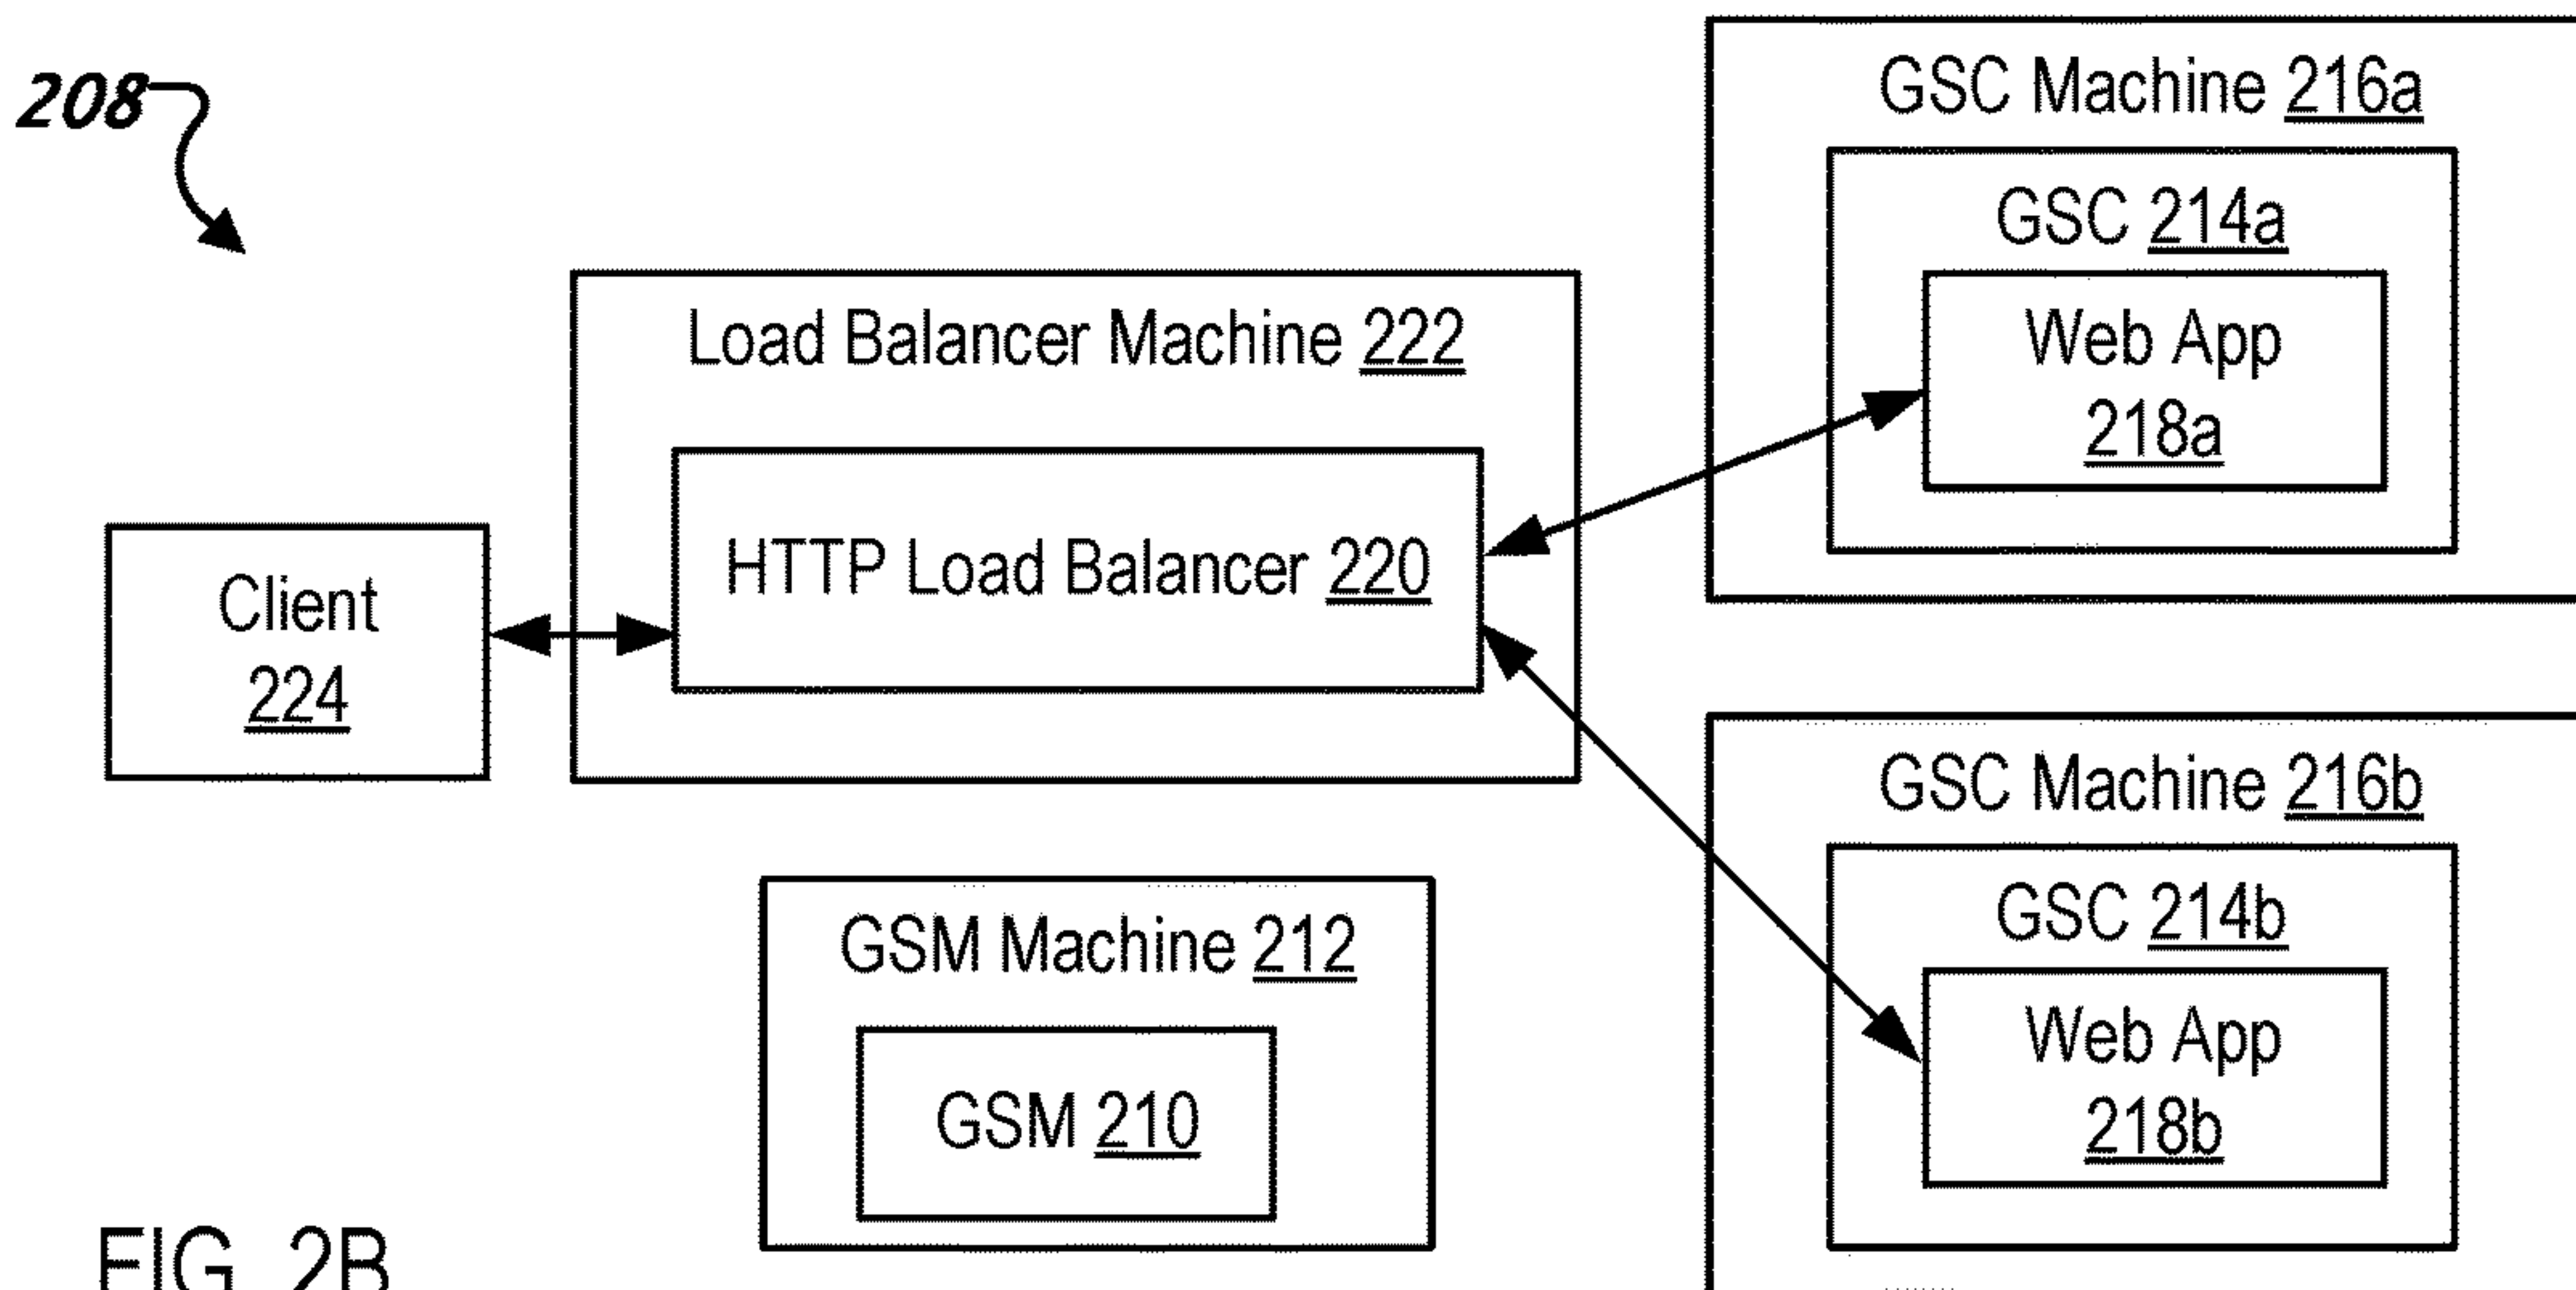 208
GSC Machine 216a
GSC 214a
Web App
218a
Load Balancer Machine 222
HTTP Load Balancer 220
Client
224
GSC Machine 216b
GSC 214b
Web App
218b
GSM Machine 212
GSM 210
FIG. 2B